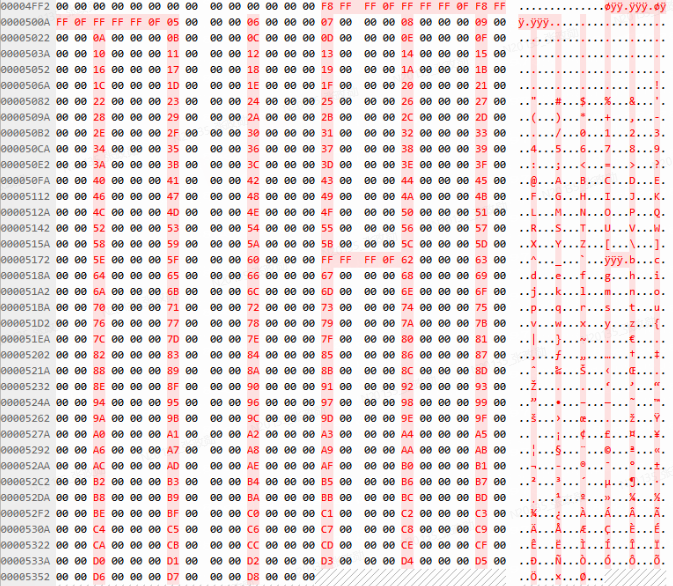 00004FF2 00 00 00 00 00 00 00 00 00 00 00 00 00 00 F8 FF FF 0F FF FF FF 0F F8 FF ..............øÿÿ.ÿÿÿ.øÿ
0000500A FF 0F FF FF FF 0F 05 00 00 00 06 00 00 00 07 00 00 00 08 00 00 00 09 00 ÿ.ÿÿÿ...................
00005022 00 00 0A 00 00 00 0B 00 00 00 0C 00 00 00 0D 00 00 00 0E 00 00 00 0F 00 ........................
0000503A 00 00 10 00 00 00 11 00 00 00 12 00 00 00 13 00 00 00 14 00 00 00 15 00 ........................
00005052 00 00 16 00 00 00 17 00 00 00 18 00 00 00 19 00 00 00 1A 00 00 00 1B 00 ........................
0000506A 00 00 1C 00 00 00 1D 00 00 00 1E 00 00 00 1F 00 00 00 20 00 00 00 21 00 .................. ...!.
00005082 00 00 22 00 00 00 23 00 00 00 24 00 00 00 25 00 00 00 26 00 00 00 27 00 .."...#...$...%...&...'.
0000509A 00 00 28 00 00 00 29 00 00 00 2A 00 00 00 2B 00 00 00 2C 00 00 00 2D 00 ..(...)...*...+...,...-.
000050B2 00 00 2E 00 00 00 2F 00 00 00 30 00 00 00 31 00 00 00 32 00 00 00 33 00 ....../...0...1...2...3.
000050CA 00 00 34 00 00 00 35 00 00 00 36 00 00 00 37 00 00 00 38 00 00 00 39 00 ..4...5...6...7...8...9.
000050E2 00 00 3A 00 00 00 3B 00 00 00 3C 00 00 00 3D 00 00 00 3E 00 00 00 3F 00 ..:...;...<...=...>...?.
000050FA 00 00 40 00 00 00 41 00 00 00 42 00 00 00 43 00 00 00 44 00 00 00 45 00 ..@...A...B...C...D...E.
00005112 00 00 46 00 00 00 47 00 00 00 48 00 00 00 49 00 00 00 4A 00 00 00 4B 00 ..F...G...H...I...J...K.
0000512A 00 00 4C 00 00 00 4D 00 00 00 4E 00 00 00 4F 00 00 00 50 00 00 00 51 00 ..L...M...N...O...P...Q.
00005142 00 00 52 00 00 00 53 00 00 00 54 00 00 00 55 00 00 00 56 00 00 00 57 00 ..R...S...T...U...V...W.
0000515A 00 00 58 00 00 00 59 00 00 00 5A 00 00 00 5B 00 00 00 5C 00 00 00 5D 00 ..X...Y...Z...[...\...].
00005172 00 00 5E 00 00 00 5F 00 00 00 60 00 00 00 FF FF FF 0F 62 00 00 00 63 00 ..^..._...`...ÿÿÿ.b...c.
0000518A 00 00 64 00 00 00 65 00 00 00 66 00 00 00 67 00 00 00 68 00 00 00 69 00 ..d...e...f...g...h...i.
000051A2 00 00 6A 00 00 00 6B 00 00 00 6C 00 00 00 6D 00 00 00 6E 00 00 00 6F 00 ..j...k...l...m...n...o.
000051BA 00 00 70 00 00 00 71 00 00 00 72 00 00 00 73 00 00 00 74 00 00 00 75 00 ..p...q...r...s...t...u.
000051D2 00 00 76 00 00 00 77 00 00 00 78 00 00 00 79 00 00 00 7A 00 00 00 7B 00 ..v...w...x...y...z...{.
000051EA 00 00 7C 00 00 00 7D 00 00 00 7E 00 00 00 7F 00 00 00 80 00 00 00 81 00 ..|...}...~.......€.....
00005202 00 00 82 00 00 00 83 00 00 00 84 00 00 00 85 00 00 00 86 00 00 00 87 00 ..‚...ƒ...„...…...†...‡.
0000521A 00 00 88 00 00 00 89 00 00 00 8A 00 00 00 8B 00 00 00 8C 00 00 00 8D 00 ..ˆ...‰...Š...‹...Œ.....
00005232 00 00 8E 00 00 00 8F 00 00 00 90 00 00 00 91 00 00 00 92 00 00 00 93 00 ..Ž...........‘...’...“.
0000524A 00 00 94 00 00 00 95 00 00 00 96 00 00 00 97 00 00 00 98 00 00 00 99 00 ..”...•...–...—...˜...™.
00005262 00 00 9A 00 00 00 9B 00 00 00 9C 00 00 00 9D 00 00 00 9E 00 00 00 9F 00 ..š...›...œ.......ž...Ÿ.
0000527A 00 00 A0 00 00 00 A1 00 00 00 A2 00 00 00 A3 00 00 00 A4 00 00 00 A5 00 .. ...¡...¢...£...¤...¥.
00005292 00 00 A6 00 00 00 A7 00 00 00 A8 00 00 00 A9 00 00 00 AA 00 00 00 AB 00 ..¦...§...¨...©...ª...«.
000052AA 00 00 AC 00 00 00 AD 00 00 00 AE 00 00 00 AF 00 00 00 B0 00 00 00 B1 00 ..¬...-...®...¯...°...±.
000052C2 00 00 B2 00 00 00 B3 00 00 00 B4 00 00 00 B5 00 00 00 B6 00 00 00 B7 00 ..²...³...´...µ...¶...·.
000052DA 00 00 B8 00 00 00 B9 00 00 00 BA 00 00 00 BB 00 00 00 BC 00 00 00 BD 00 ..¸...¹...º...»...¼...½.
000052F2 00 00 BE 00 00 00 BF 00 00 00 C0 00 00 00 C1 00 00 00 C2 00 00 00 C3 00 ..¾...¿...À...Á...Â...Ã.
0000530A 00 00 C4 00 00 00 C5 00 00 00 C6 00 00 00 C7 00 00 00 C8 00 00 00 C9 00 ..Ä...Å...Æ...Ç...È...É.
00005322 00 00 CA 00 00 00 CB 00 00 00 CC 00 00 00 CD 00 00 00 CE 00 00 00 CF 00 ..Ê...Ë...Ì...Í...Î...Ï.
0000533A 00 00 D0 00 00 00 D1 00 00 00 D2 00 00 00 D3 00 00 00 D4 00 00 00 D5 00 ..Ð...Ñ...Ò...Ó...Ô...Õ.
00005352 00 00 D6 00 00 00 D7 00 00 00 D8 00 00 00 ..Ö...×...Ø...